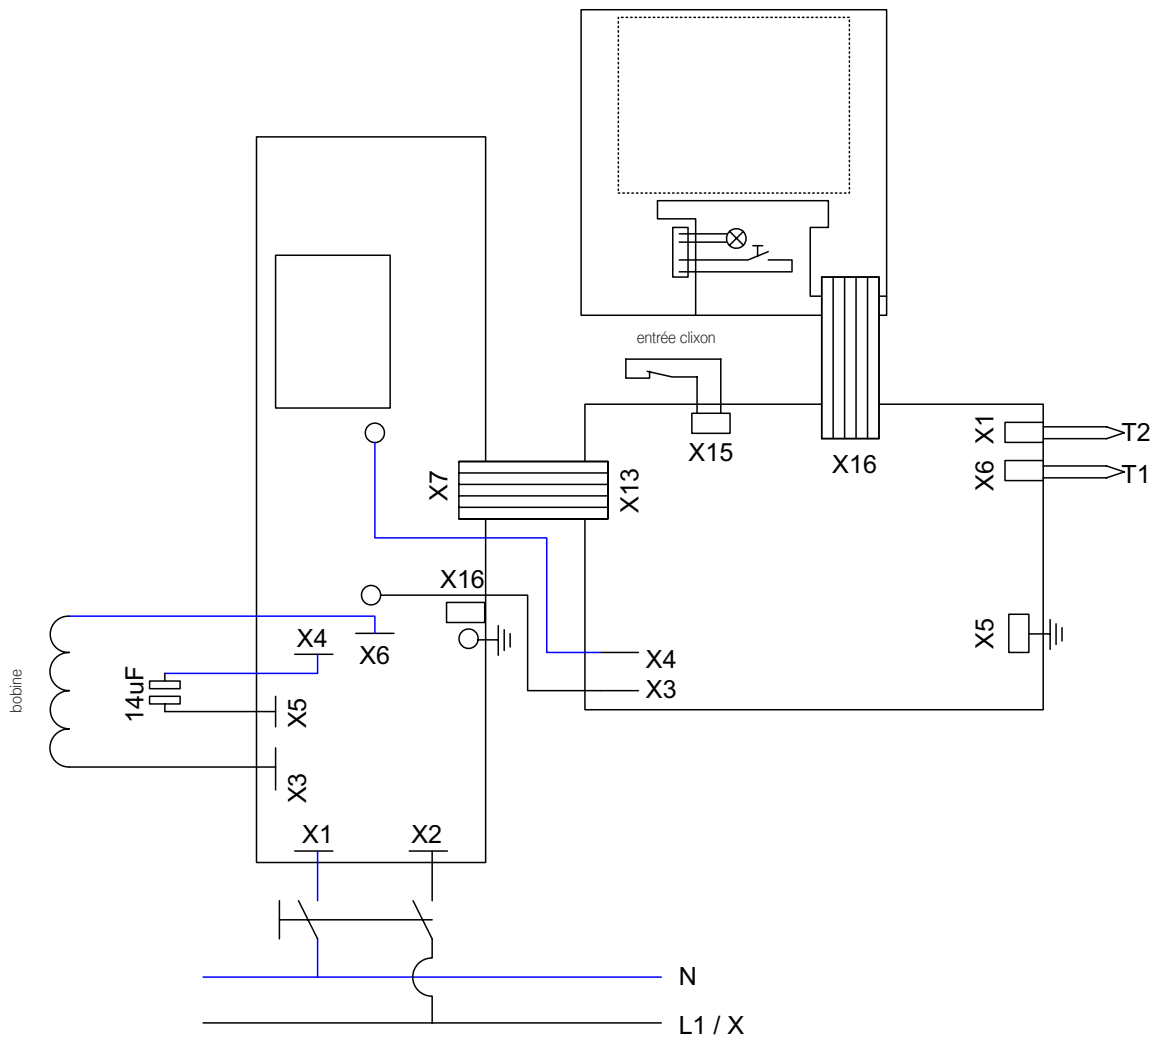 entrée clixon
X15
X16
X1
T2
X6
T1
X7
X13
X16
X4
X6
X5
X4
X3
bobine
14uF
X5
X3
X1
X2
N
L1 / X